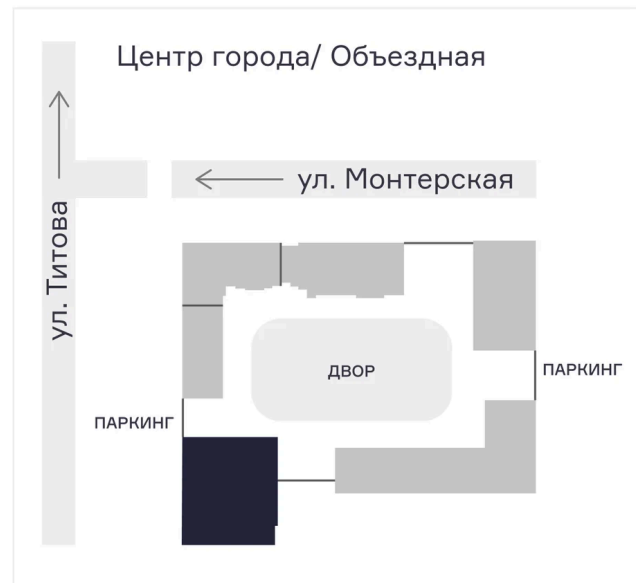 Центр города/ Объездная
ул. Монтерская
ул. Титова
ДВОР
ПАРКИНГ
ПАРКИНГ